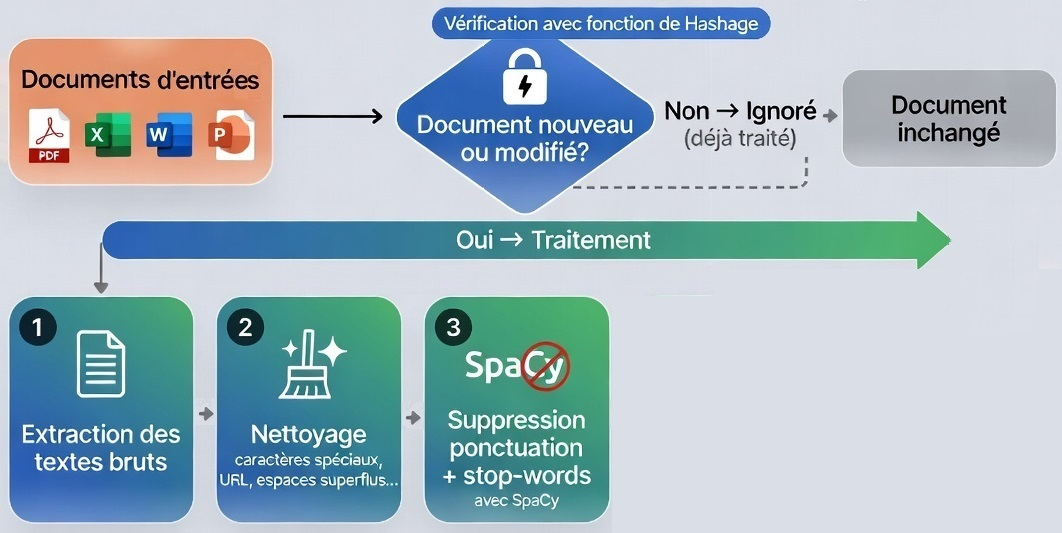 Vérification avec fonction de Hashage
Documents d'entrées
PDF
X
W
P
Document nouveau
ou modifié?
Non → Ignoré
(déjà traité)
Document
inchangé
Oui → Traitement
1
Extraction des
textes bruts
2
Nettoyage
caractères spéciaux,
URL, espaces superflus...
3
SpaCy
Suppression
ponctuation
+ stop-words
avec SpaCy